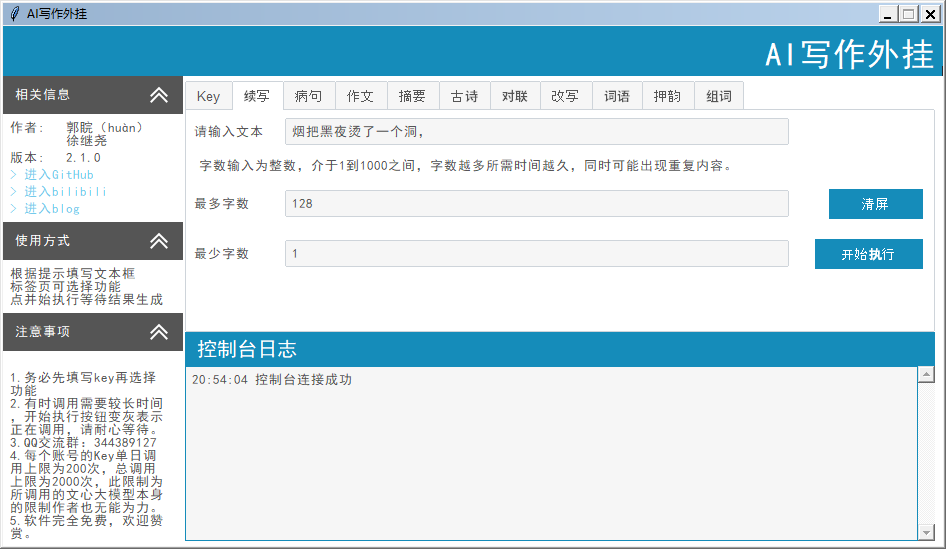 AI写作外挂
AI写作外挂
相关信息
作者: 郭晥（huàn）
徐继尧
版本: 2.1.0
> 进入GitHub
> 进入bilibili
> 进入blog
使用方式
根据提示填写文本框
标签页可选择功能
点并始执行等待结果生成
注意事项
1.务必先填写key再选择
功能
2.有时调用需要较长时间
，开始执行按钮变灰表示
正在调用，请耐心等待。
3.QQ交流群：344389127
4.每个账号的Key单日调
用上限为200次，总调用
上限为2000次，此限制为
所调用的文心大模型本身
的限制作者也无能为力。
5.软件完全免费，欢迎赞
赏。
Key 续写 病句 作文 摘要 古诗 对联 改写 词语 押韵 组词
请输入文本 烟把黑夜烫了一个洞，
字数输入为整数，介于1到1000之间，字数越多所需时间越久，同时可能出现重复内容。
最多字数 128 清屏
最少字数 1 开始执行
控制台日志
20:54:04 控制台连接成功